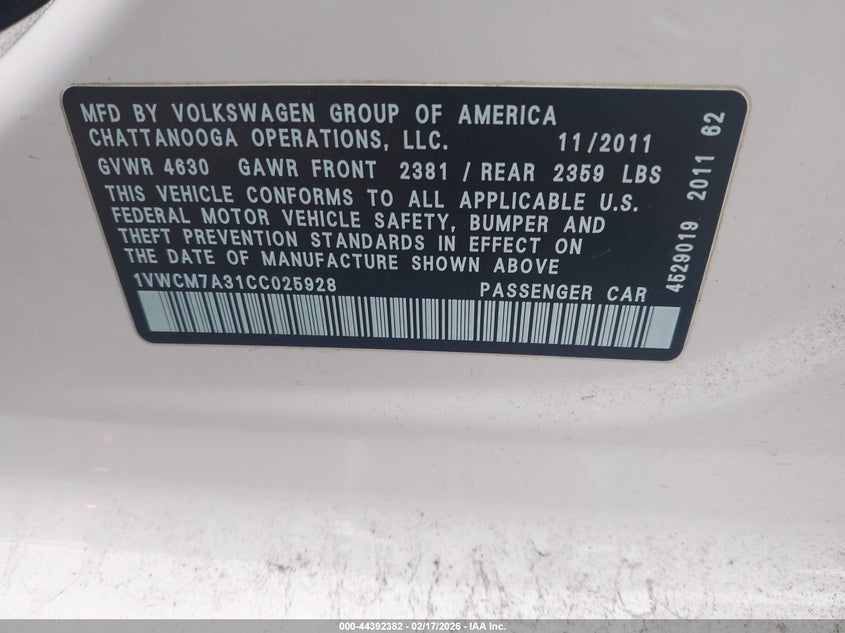 MFD BY VOLKSWAGEN GROUP OF AMERICA
CHATTANOOGA OPERATIONS, LLC. 11/2011
GVWR 4630 GAWR FRONT 2381 / REAR 2359 LBS
THIS VEHICLE CONFORMS TO ALL APPLICABLE U.S.
FEDERAL MOTOR VEHICLE SAFETY, BUMPER AND
THEFT PREVENTION STANDARDS IN EFFECT ON
THE DATE OF MANUFACTURE SHOWN ABOVE
1VWCM7A31CC025928 PASSENGER CAR
4529019 2011 62
000-44392382 - 02/17/2026 - IAA Inc.